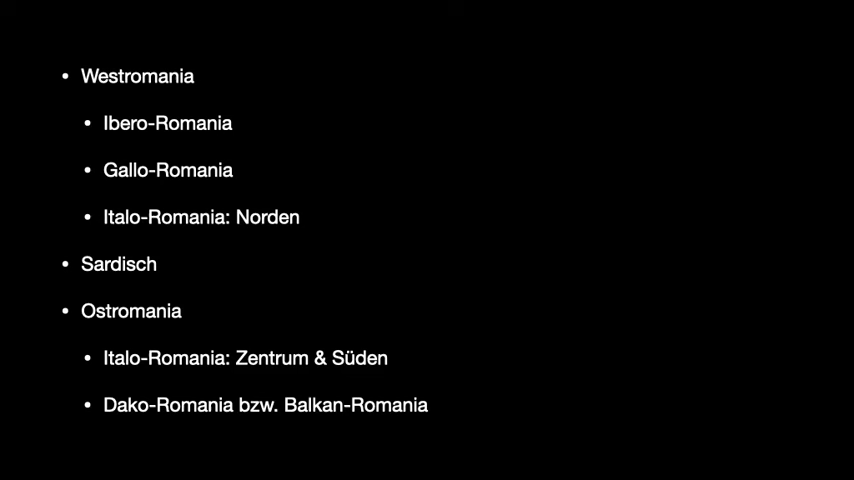 • Westromania
• Ibero-Romania
• Gallo-Romania
• Italo-Romania: Norden
• Sardisch
• Ostromania
• Italo-Romania: Zentrum & Süden
• Dako-Romania bzw. Balkan-Romania